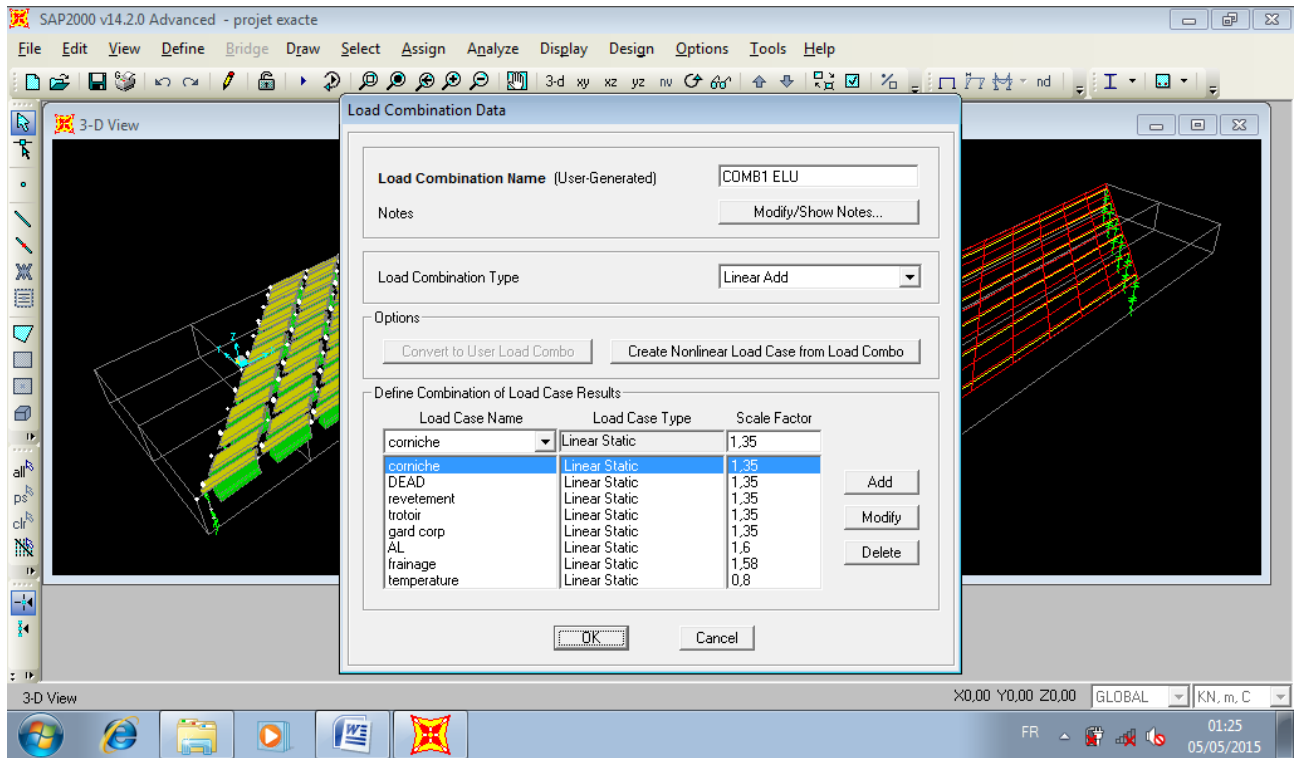 SAP2000 v14.2.0 Advanced - projet exacte
File Edit View Define Bridge Draw Select Assign Analyze Display Design Options Tools Help
3-d xy xz yz nv nd
Load Combination Data
3-D View
Load Combination Name (User-Generated) COMB1 ELU
Notes Modify/Show Notes...
Load Combination Type Linear Add
Options
Convert to User Load Combo Create Nonlinear Load Case from Load Combo
Define Combination of Load Case Results
Load Case Name Load Case Type Scale Factor
corniche Linear Static 1,35
corniche Linear Static 1,35
DEAD Linear Static 1,35
revetement Linear Static 1,35
trotoir Linear Static 1,35
gard corp Linear Static 1,35
AL Linear Static 1,6
frainage Linear Static 1,58
temperature Linear Static 0,8
Add
Modify
Delete
OK Cancel
all
ps
clr
Z
3-D View X0,00 Y0,00 Z0,00 GLOBAL KN, m, C
FR 01:25
05/05/2015